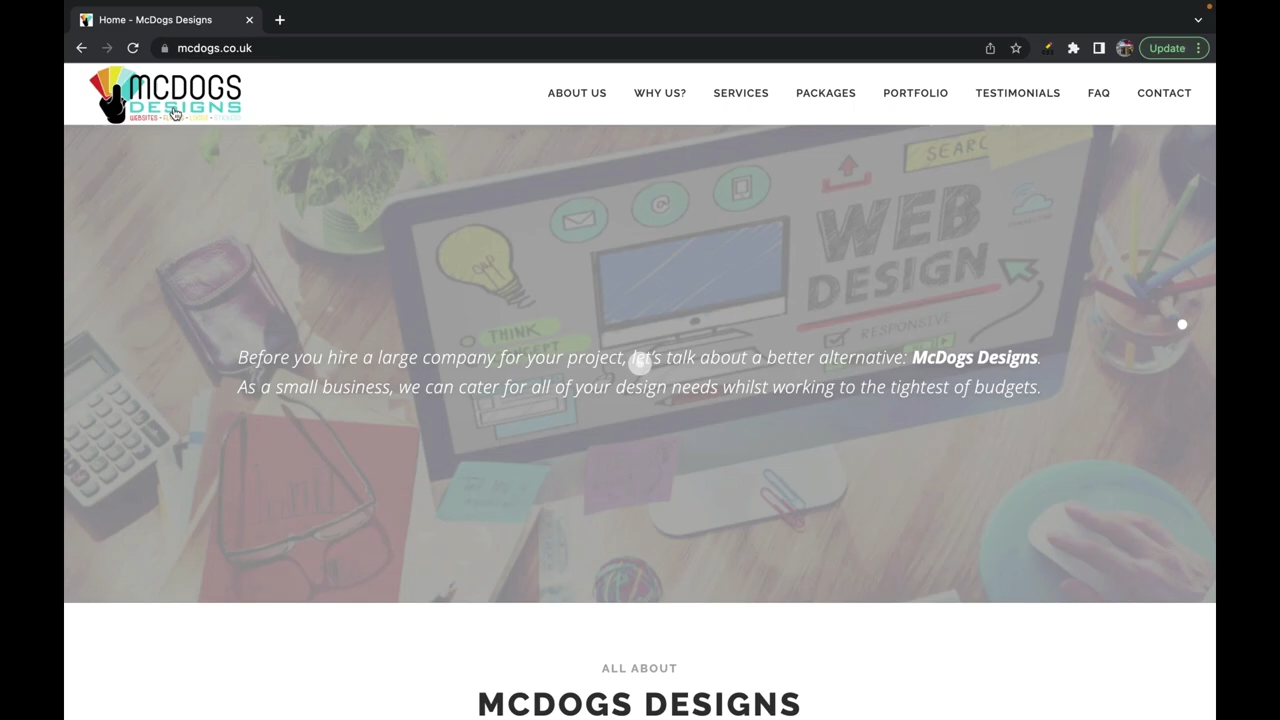 Home - McDogs Designs
mcdogs.co.uk
Update
MCDOGS
DESIGNS
ABOUT US
WHY US?
SERVICES
PACKAGES
PORTFOLIO
TESTIMONIALS
FAQ
CONTACT
SEARC
WEB
DESIGN
RESPONSIVE
THINK
Before you hire a large company for your project, let's talk about a better alternative: McDogs Designs.
As a small business, we can cater for all of your design needs whilst working to the tightest of budgets.
ALL ABOUT
MCDOGS DESIGNS